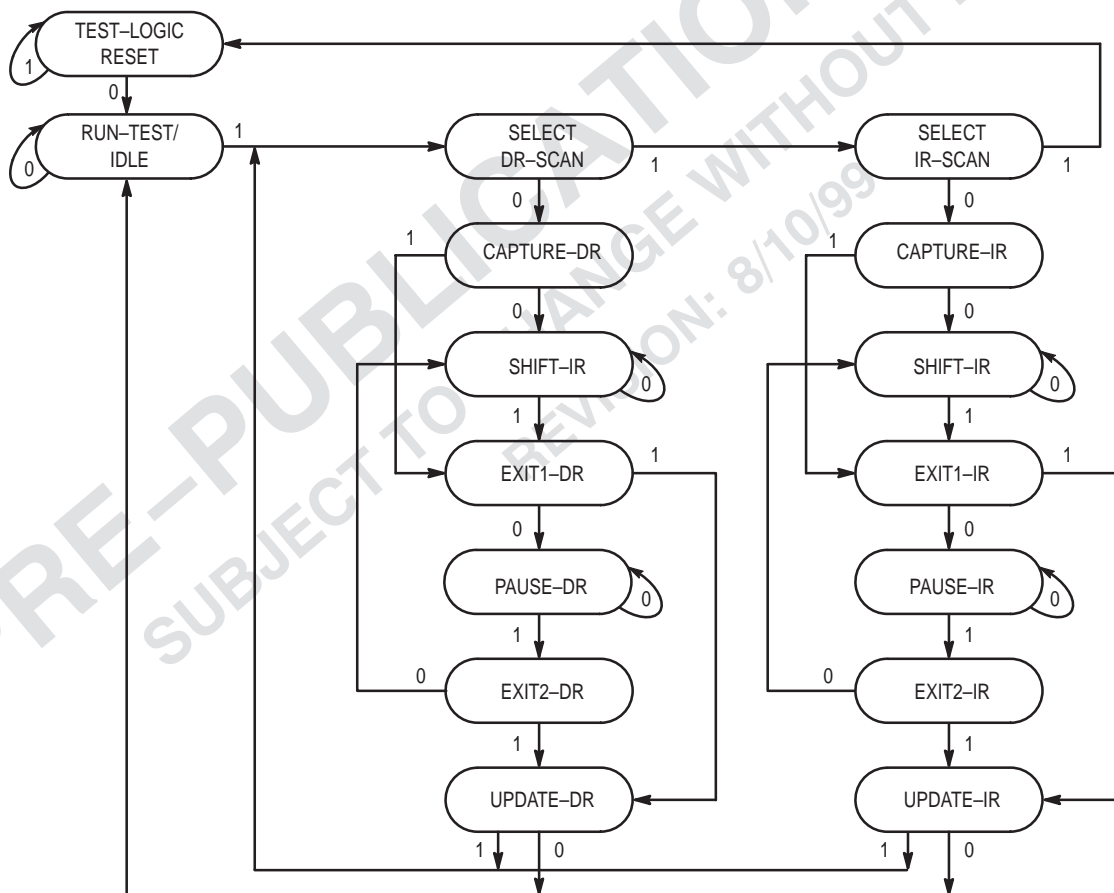 TEST–LOGIC
RESET
1
0
RUN–TEST/
IDLE
0
1
SELECT
DR–SCAN
1
SELECT
IR–SCAN
1
0
0
1
CAPTURE–DR
1
CAPTURE–IR
0
0
SHIFT–IR
0
SHIFT–IR
0
1
1
EXIT1–DR
1
EXIT1–IR
1
0
0
PAUSE–DR
0
PAUSE–IR
0
1
1
0
EXIT2–DR
0
EXIT2–IR
1
1
UPDATE–DR
UPDATE–IR
1
0
1
0
PRE–PUBLICATION
SUBJECT TO CHANGE WITHOUT
REVISION: 8/10/99